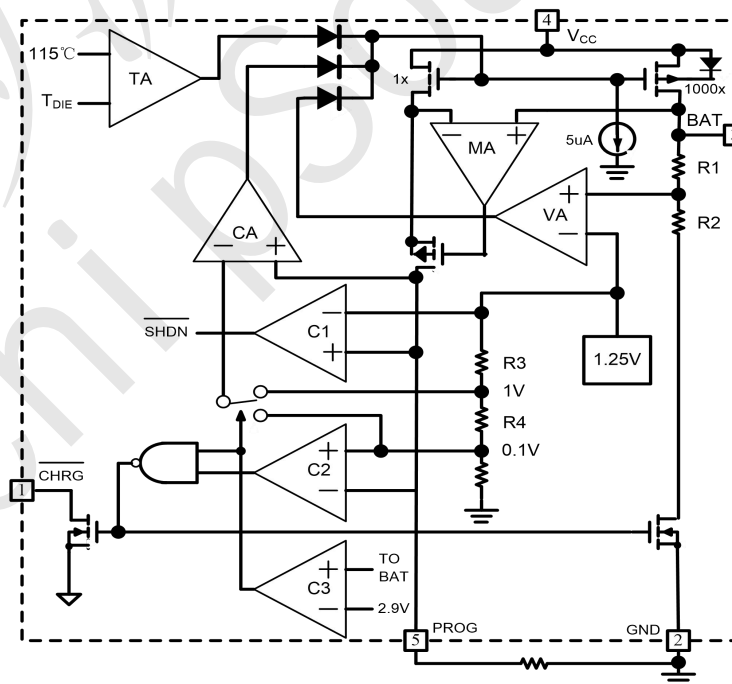 4
VCC
115℃
TA
TDIE
1x
1000x
BAT
MA
5uA
R1
CA
VA
R2
SHDN
C1
R3
1.25V
1V
R4
0.1V
CHRG
C2
1
C3
TO
BAT
2.9V
PROG
GND
5
2